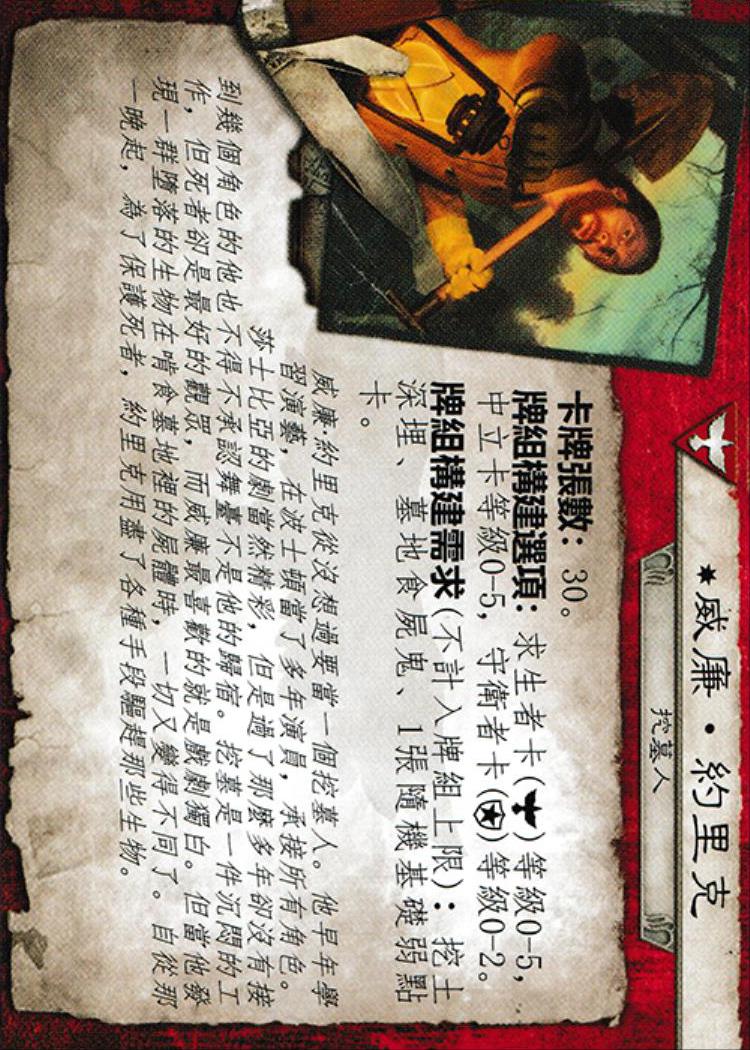 威廉·約里克
挖墓人
卡牌張數：30。
牌組構建選項：求生者卡()等級0-5，
中立卡等級0-5，守衛者卡()等級0-2。
牌組構建需求(不計入牌組上限)：挖土
深埋、墓地食屍鬼、1張隨機基礎弱點
卡。
威廉·約里克從沒想過要當一個挖墓人。他早年學
習演藝，在波士頓當了多年演員，承接所有角色。
莎士比亞的劇當然精彩，但是過了那麼多年卻沒有接
到幾個角色的他也不得不承認舞臺不是他的歸宿。挖墓是一件沉悶的工
作，但死者卻是最好的觀眾，而威廉最喜歡的就是戲劇獨白。但當他發
現一群墮落的生物在啃食墓地裡的屍體時，一切又變得不同了。自從那
一晚起，為了保護死者，約里克用盡了各種手段驅趕那些生物。